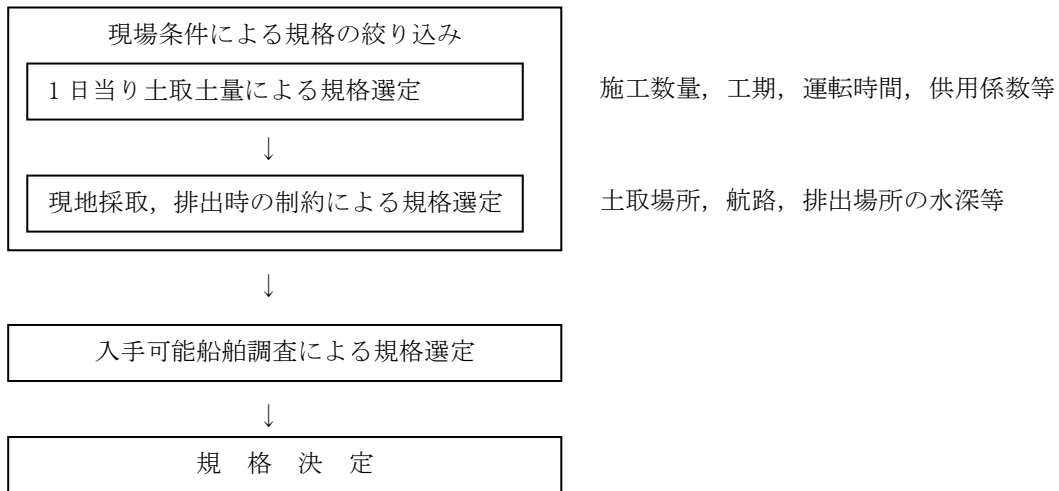 現場条件による規格の絞り込み
1日当り土取土量による規格選定
施工数量，工期，運転時間，供用係数等
↓
現地採取，排出時の制約による規格選定
土取場所，航路，排出場所の水深等
↓
入手可能船舶調査による規格選定
↓
規　格　決　定